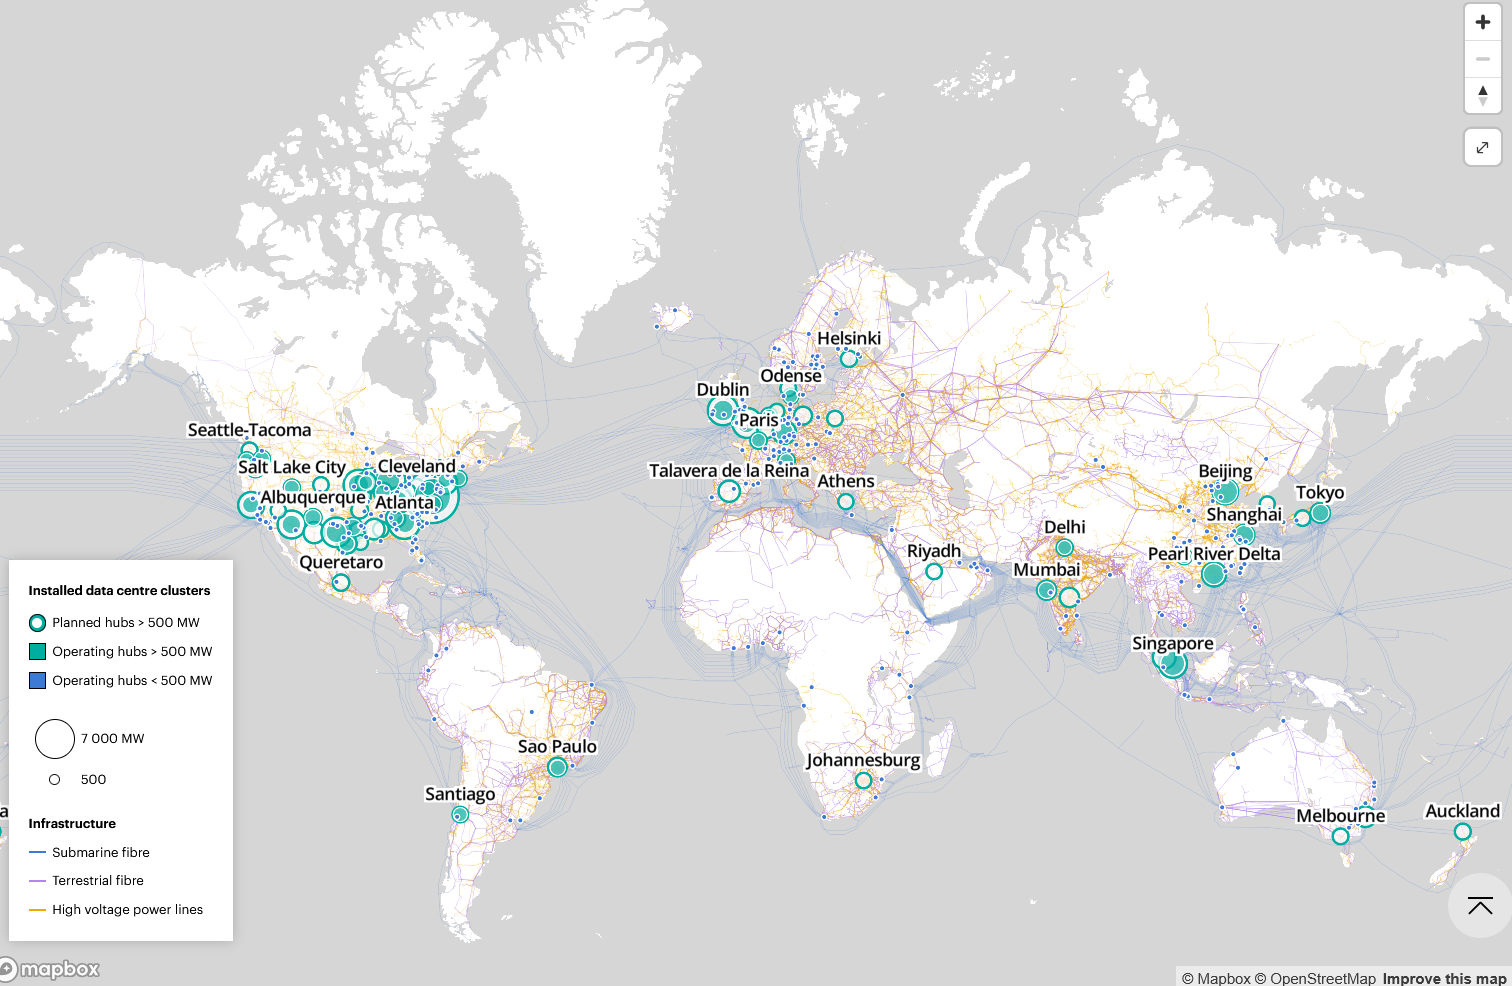 Helsinki
Odense
Dublin
Paris
Seattle-Tacoma
Salt Lake City
Cleveland
Talavera de la Reina
Athens
Beijing
Albuquerque
Atlanta
Tokyo
Shanghai
Delhi
Riyadh
Pearl River Delta
Queretaro
Mumbai
Singapore
Sao Paulo
Johannesburg
Santiago
Melbourne
Auckland
a
Installed data centre clusters
Planned hubs > 500 MW
Operating hubs > 500 MW
Operating hubs < 500 MW
7 000 MW
500
Infrastructure
Submarine fibre
Terrestrial fibre
High voltage power lines
mapbox
© Mapbox © OpenStreetMap Improve this map